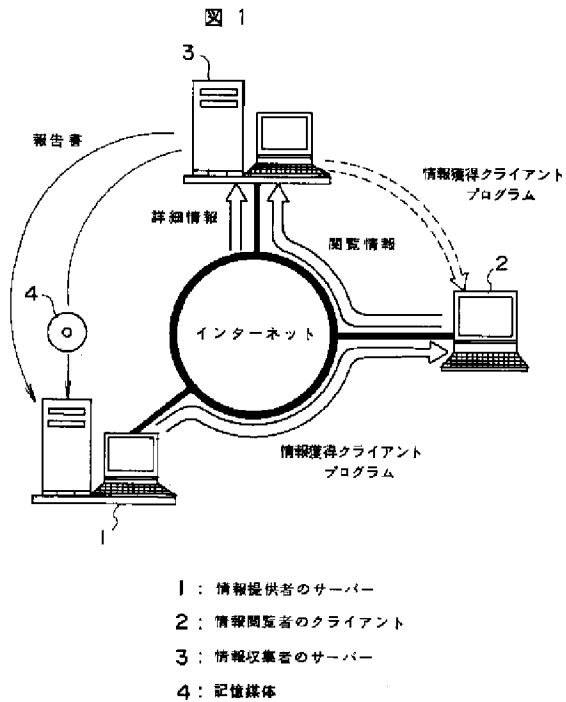 図 1
3
報告書
情報獲得クライアント
プログラム
詳細情報
閲覧情報
2
4
インターネット
情報獲得クライアント
プログラム
1
1 : 情報提供者のサーバー
2 : 情報閲覧者のクライアント
3 : 情報収集者のサーバー
4 : 記憶媒体